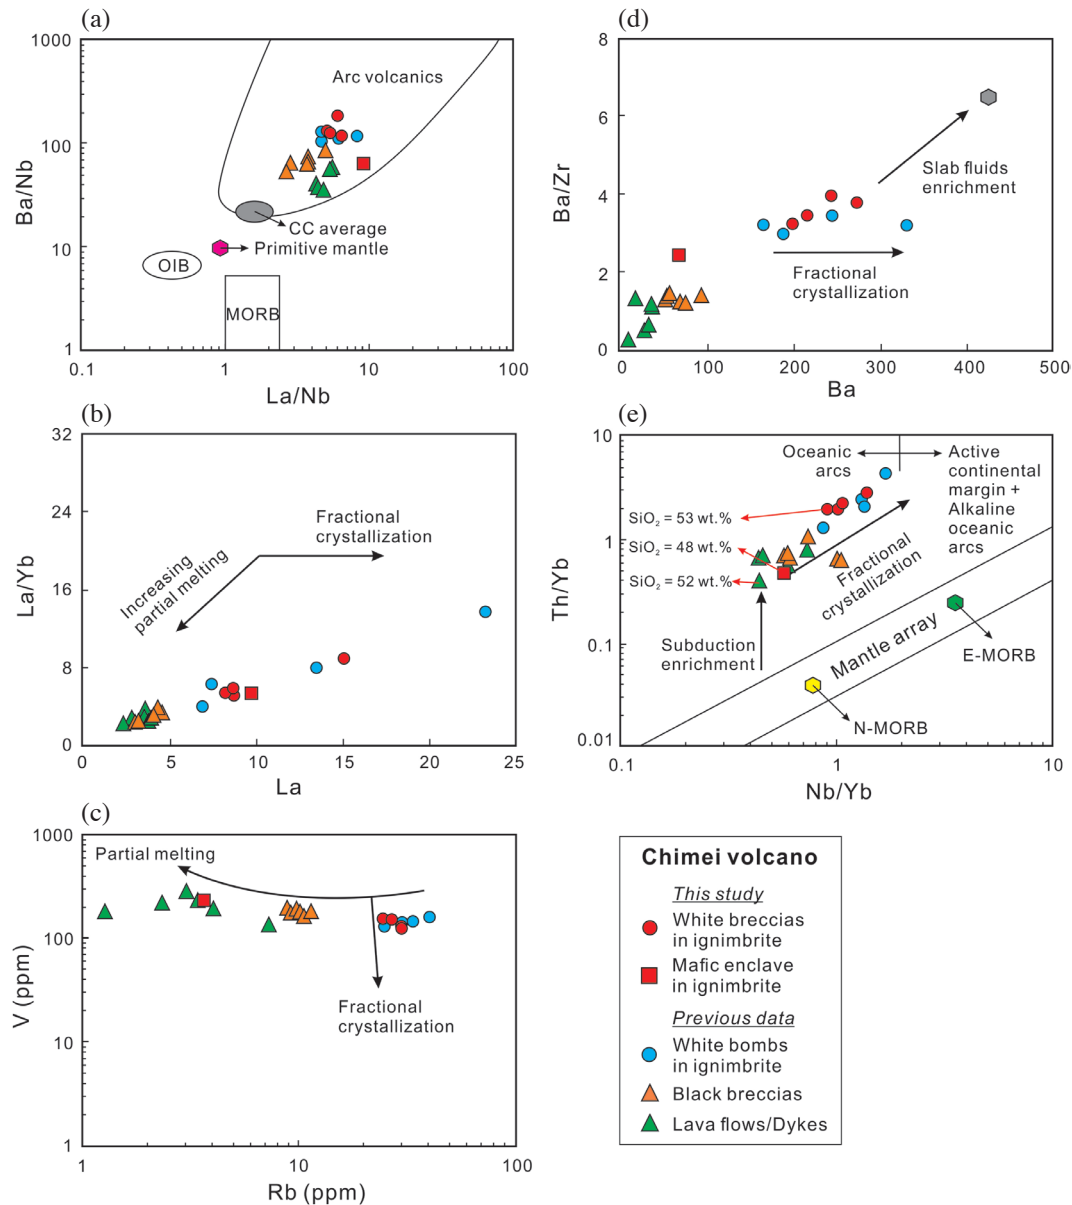 (a)
1000
100
10
1
Ba/Nb
Arc volcanics
CC average
Primitive mantle
OIB
MORB
0.1
1
10
100
La/Nb
(d)
8
6
4
2
0
Ba/Zr
Slab fluids
enrichment
Fractional
crystallization
0
100
200
300
400
500
Ba
(b)
32
24
16
8
0
La/Yb
Fractional
crystallization
Increasing
partial melting
0
5
10
15
20
25
La
(e)
10
1
0.1
0.01
Th/Yb
Oceanic
arcs
Active
continental
margin +
Alkaline
oceanic
arcs
SiO₂ = 53 wt.%
SiO₂ = 48 wt.%
SiO₂ = 52 wt.%
Fractional
crystallization
Subduction
enrichment
Mantle array
E-MORB
N-MORB
0.1
1
10
Nb/Yb
(c)
1000
100
10
1
V (ppm)
Partial melting
Fractional
crystallization
1
10
100
Rb (ppm)
Chimei volcano
This study
White breccias
in ignimbrite
Mafic enclave
in ignimbrite
Previous data
White bombs
in ignimbrite
Black breccias
Lava flows/Dykes